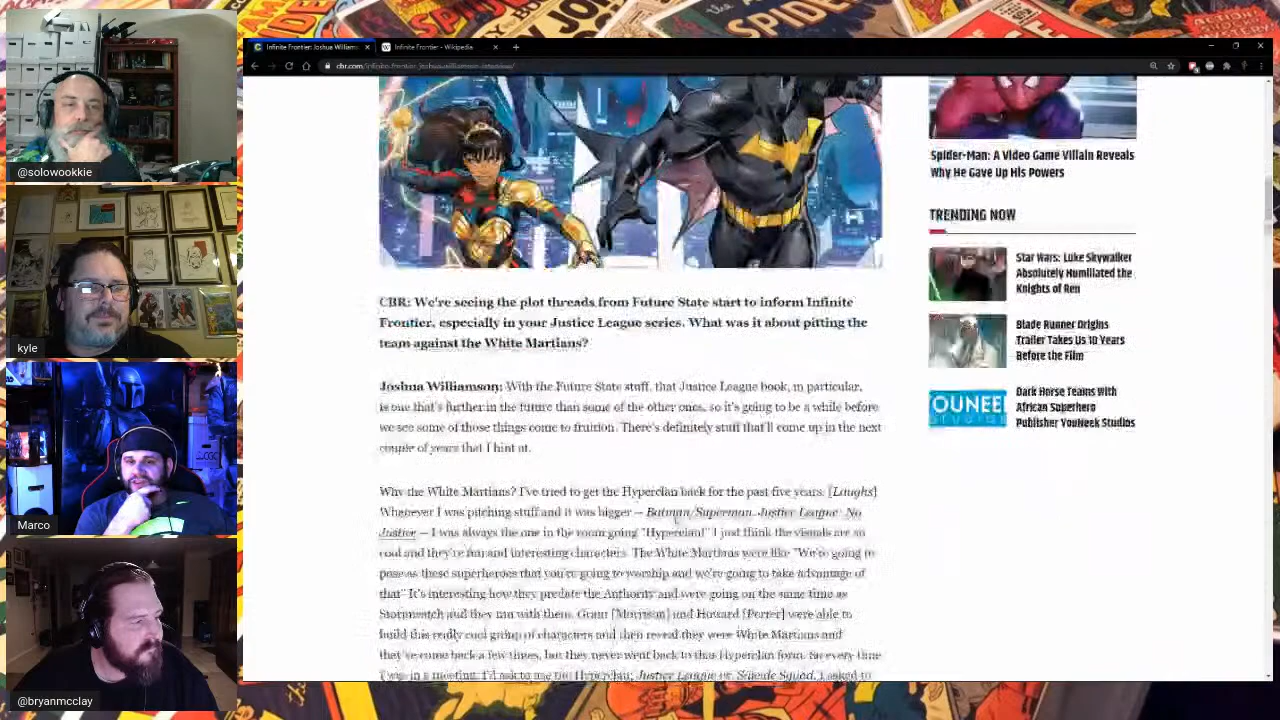 @solowookkie
kyle
Marco
@bryanmcclay
Infinite Frontier: Joshua William
Infinite Frontier - Wikipedia
cbr.com/infinite-frontier-joshua-williamson-interview/
CBR: We're seeing the plot threads from Future State start to inform Infinite
Frontier, especially in your Justice League series. What was it about pitting the
team against the White Martians?
Joshua Williamson: With the Future State stuff, that Justice League book, in particular,
is one that's further in the future than some of the other ones, so it's going to be a while before
we see some of those things come to fruition. There's definitely stuff that'll come up in the next
couple of years that I hint at.
Why the White Martians? I've tried to get the Hyperclan back for the past five years. [Laughs]
Whenever I was pitching stuff and it was bigger — Batman/Superman, Justice League: No
Justice — I was always the one in the room going "Hyperclan!" I just think the visuals are so
cool and they're fun and interesting characters. The White Martians were like "We're going to
pose as these superheroes that you're going to worship and we're going to take advantage of
that" It's interesting how they predate the Authority and were going on the same time as
Stormwatch and they ran with them. Grant [Morrison] and Howard [Porter] were able to
build this really cool group of characters and then reveal they were White Martians and
they've come back a few times, but they never went back to that Hyperclan form. So every time
I was in a meeting, I'd ask to use the Hyperclan; Justice League vs. Suicide Squad, I asked to
Spider-Man: A Video Game Villain Reveals
Why He Gave Up His Powers
TRENDING NOW
Star Wars: Luke Skywalker
Absolutely Humiliated the
Knights of Ren
Blade Runner Origins
Trailer Takes Us 10 Years
Before the Film
Dark Horse Teams With
African Superhero
Publisher YouNeek Studios